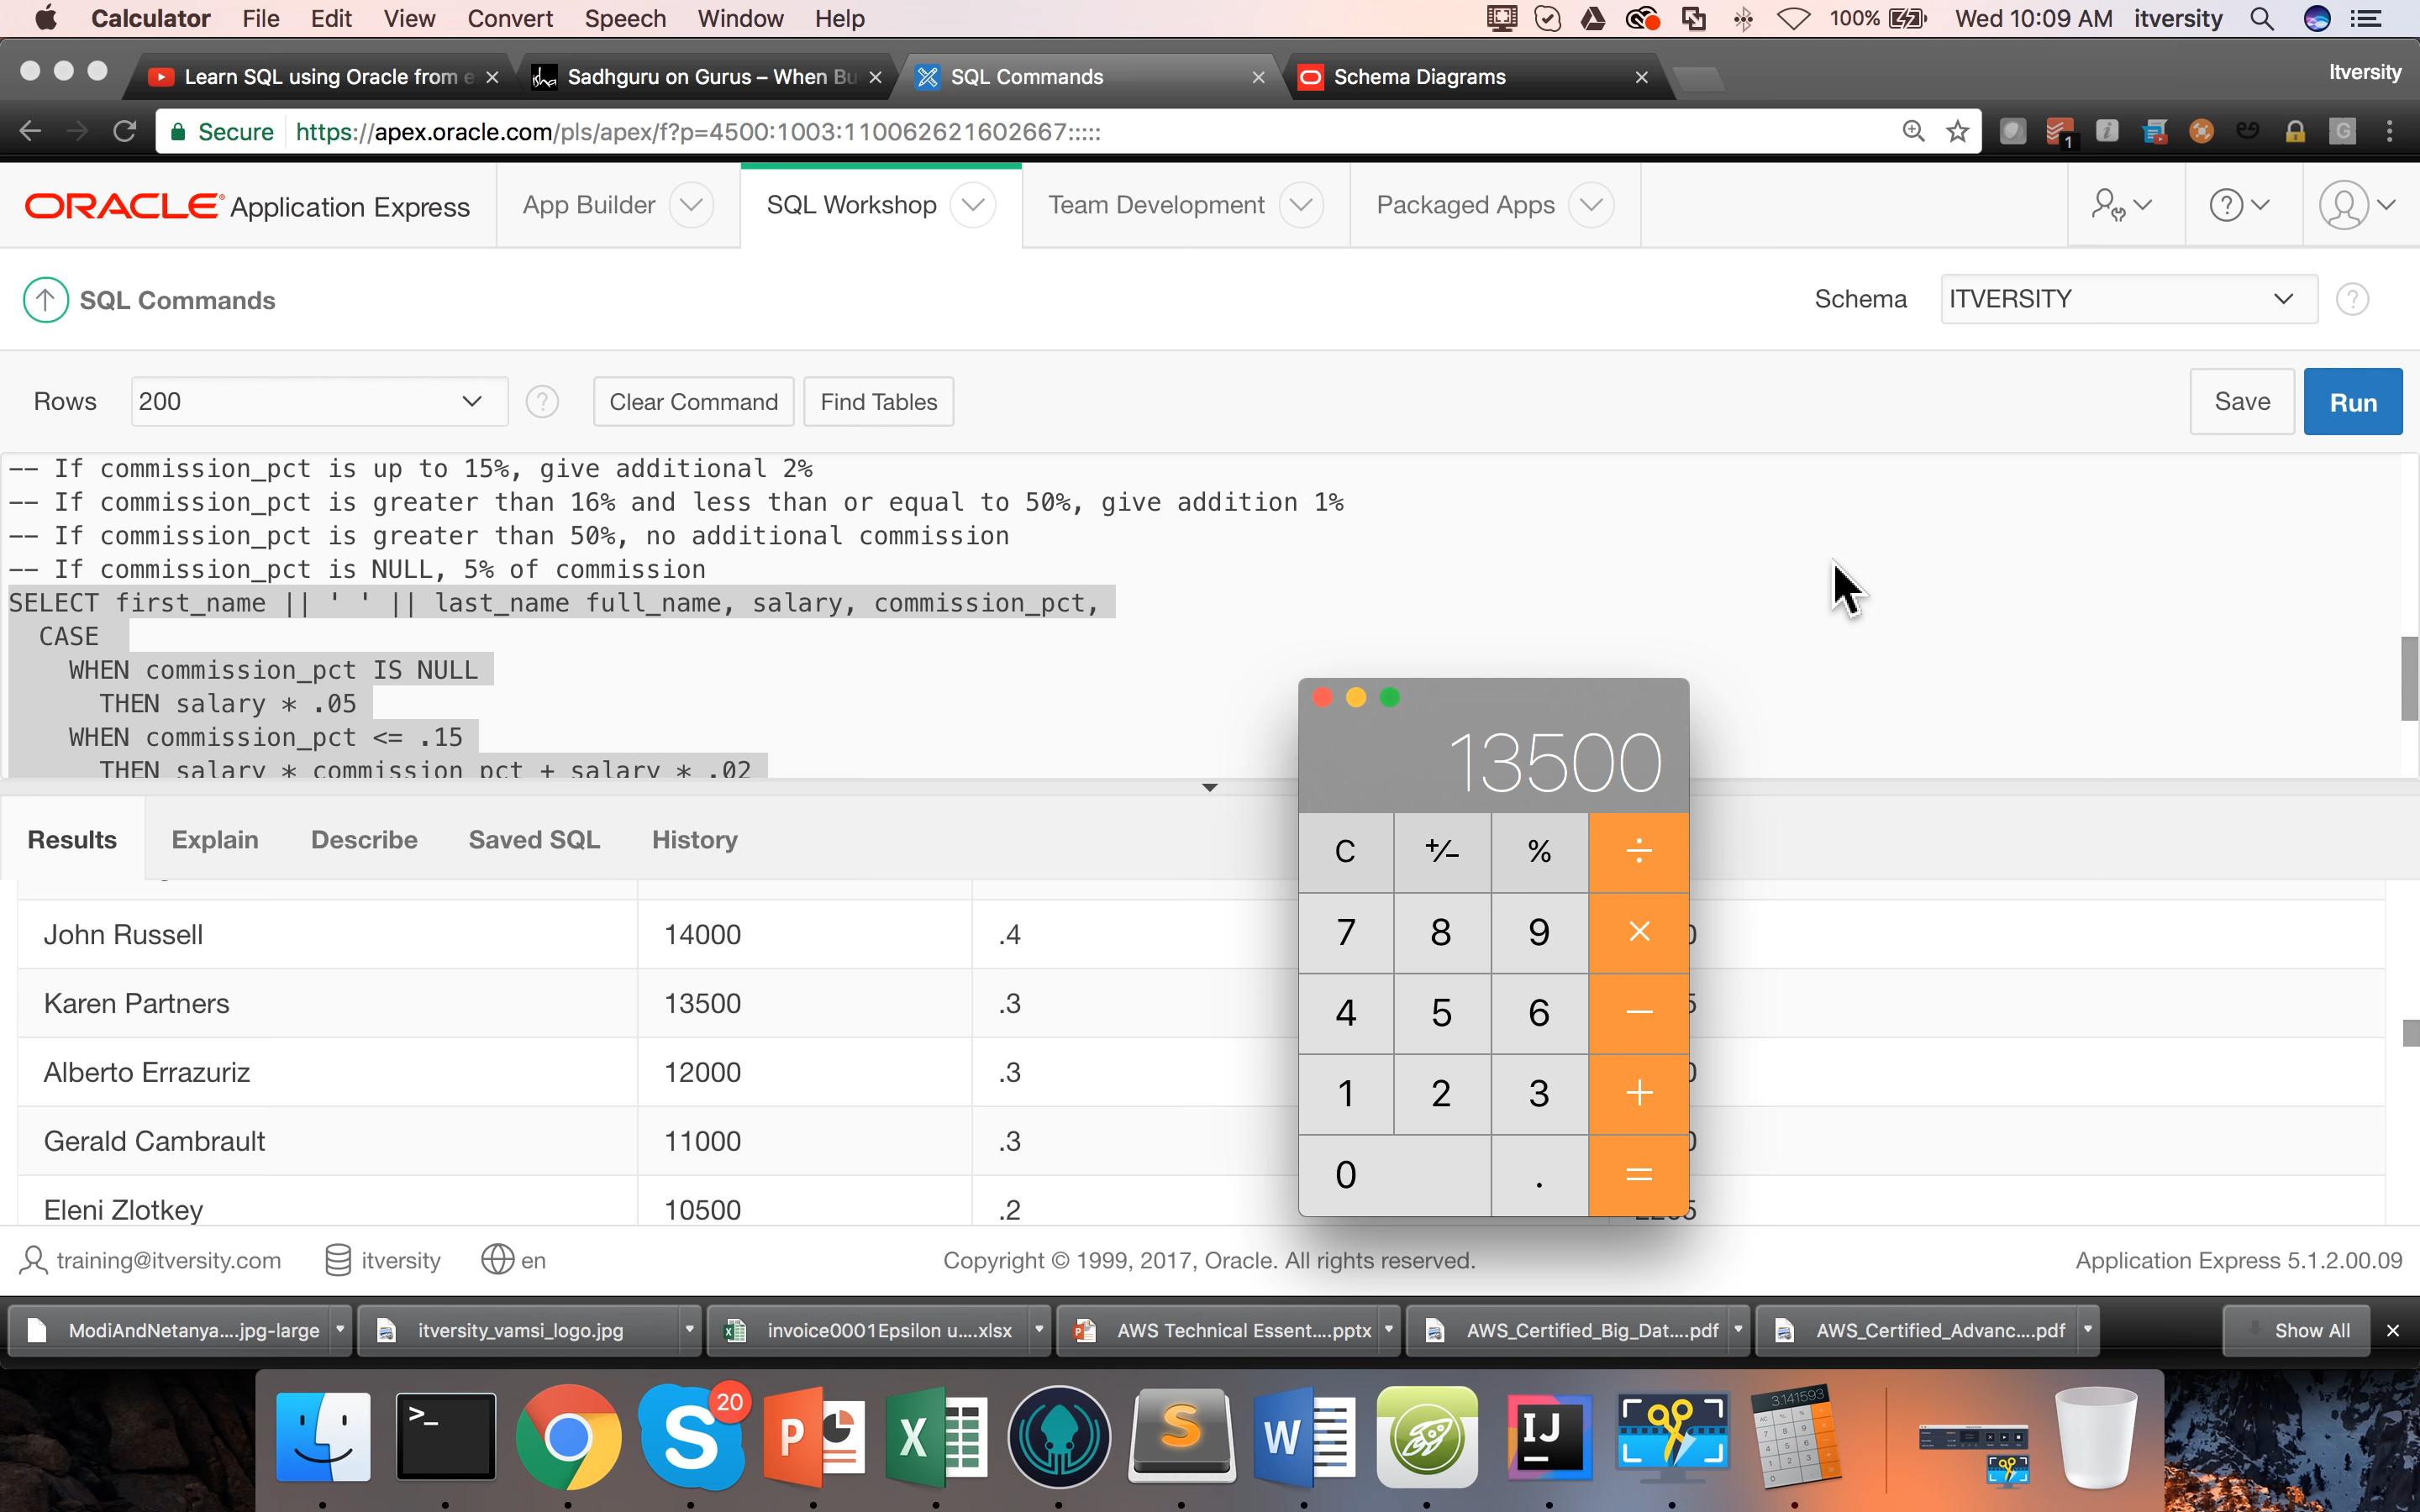 Calculator File Edit View Convert Speech Window Help 100% Wed 10:09 AM itversity
Learn SQL using Oracle from e Sadhguru on Gurus – When Bu SQL Commands Schema Diagrams Itversity
Secure https://apex.oracle.com/pls/apex/f?p=4500:1003:110062621602667:::::
1
ORACLE Application Express App Builder SQL Workshop Team Development Packaged Apps
SQL Commands Schema ITVERSITY
Rows 200 Clear Command Find Tables Save Run
-- If commission_pct is up to 15%, give additional 2%
-- If commission_pct is greater than 16% and less than or equal to 50%, give addition 1%
-- If commission_pct is greater than 50%, no additional commission
-- If commission_pct is NULL, 5% of commission
SELECT first_name || ' ' || last_name full_name, salary, commission_pct,
CASE
WHEN commission_pct IS NULL
THEN salary * .05
WHEN commission_pct <= .15
THEN salary * commission_pct + salary * .02
13500
C +/− % ÷
7 8 9 ×
4 5 6 −
1 2 3 +
0 . =
Results Explain Describe Saved SQL History
John Russell 14000 .4
Karen Partners 13500 .3
Alberto Errazuriz 12000 .3
Gerald Cambrault 11000 .3
Eleni Zlotkey 10500 .2
training@itversity.com itversity en Copyright © 1999, 2017, Oracle. All rights reserved. Application Express 5.1.2.00.09
ModiAndNetanya....jpg-large itversity_vamsi_logo.jpg invoice0001Epsilon u....xlsx AWS Technical Essent....pptx AWS_Certified_Big_Dat....pdf AWS_Certified_Advanc....pdf Show All
>_ S 20 P X S W IJ 3.141593